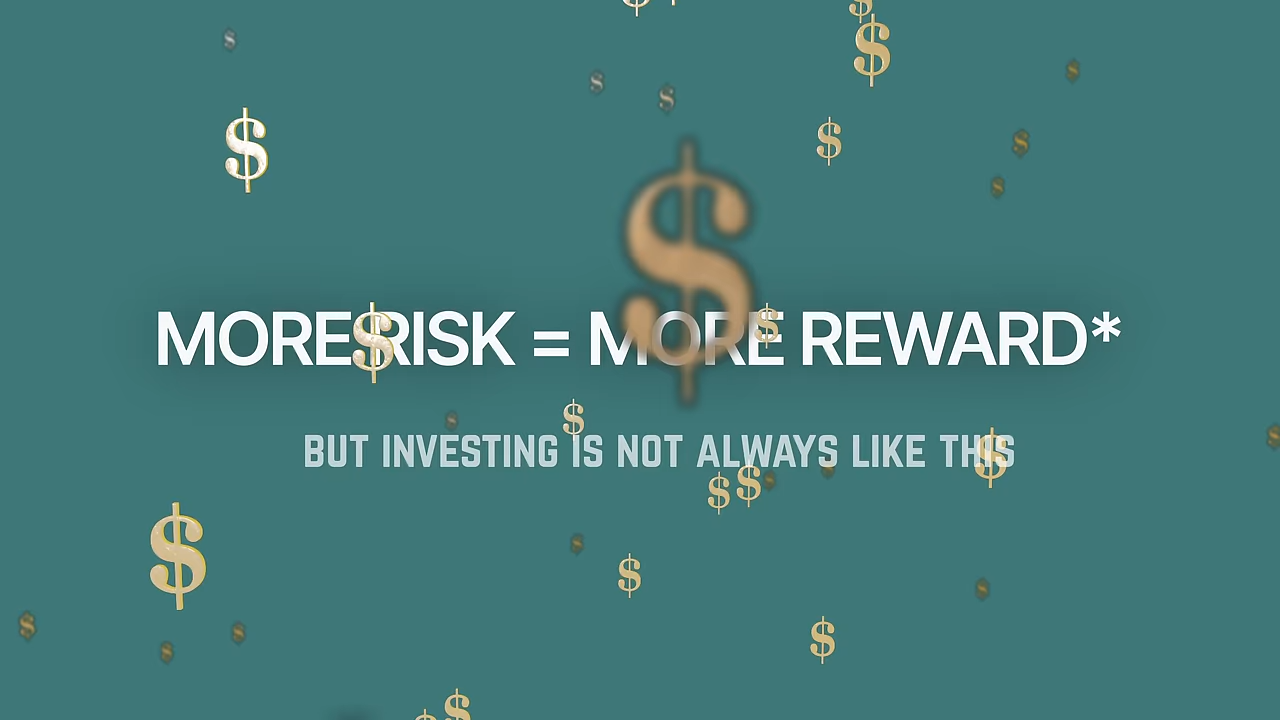 MORE RISK = MORE REWARD*
BUT INVESTING IS NOT ALWAYS LIKE THIS